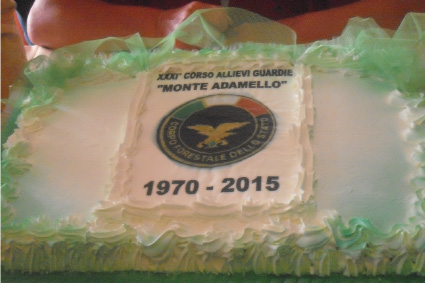 XXXI° CORSO ALLIEVI GUARDIE
"MONTE ADAMELLO"
CORPO FORESTALE DELLO STATO
1970 - 2015